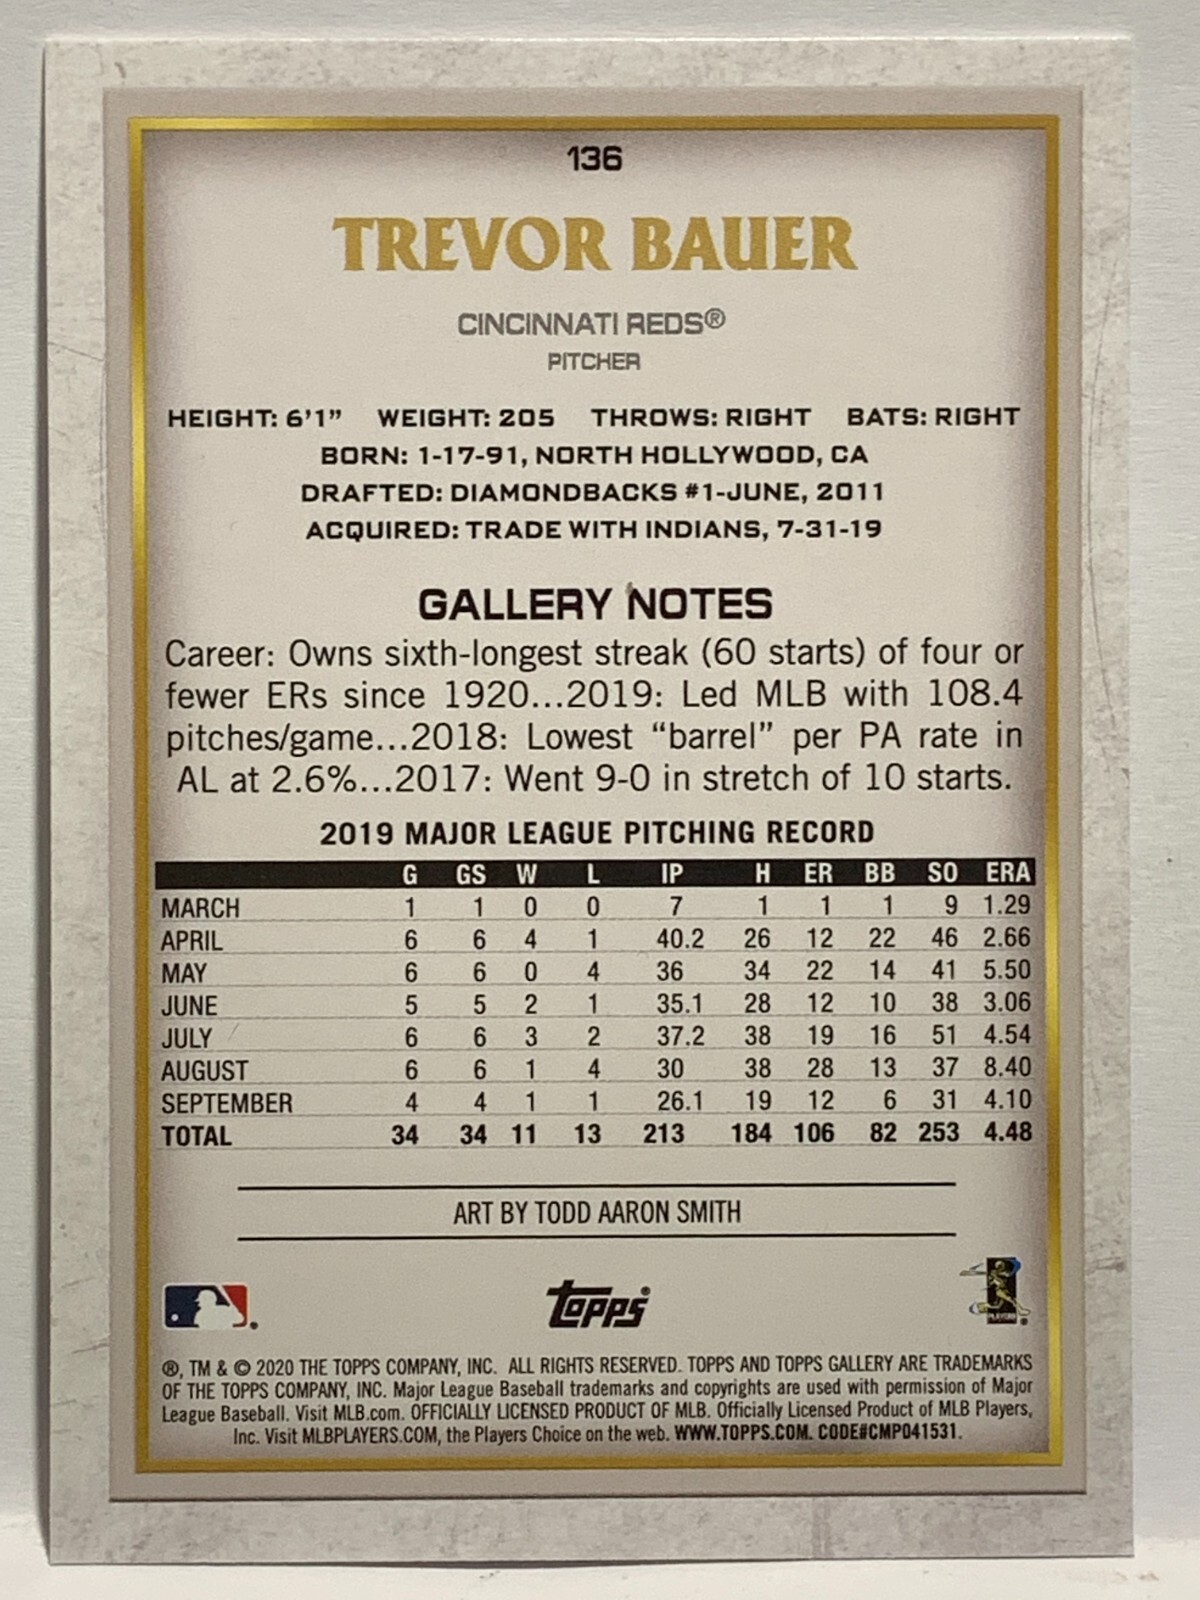 136
TREVOR BAUER
CINCINNATI REDS®
PITCHER
HEIGHT: 6'1" WEIGHT: 205 THROWS: RIGHT BATS: RIGHT
BORN: 1-17-91, NORTH HOLLYWOOD, CA
DRAFTED: DIAMONDBACKS #1-JUNE, 2011
ACQUIRED: TRADE WITH INDIANS, 7-31-19
GALLERY NOTES
Career: Owns sixth-longest streak (60 starts) of four or
fewer ERs since 1920...2019: Led MLB with 108.4
pitches/game...2018: Lowest “barrel” per PA rate in
AL at 2.6%...2017: Went 9-0 in stretch of 10 starts.
2019 MAJOR LEAGUE PITCHING RECORD
G GS W L IP H ER BB SO ERA
MARCH 1 1 0 0 7 1 1 1 9 1.29
APRIL 6 6 4 1 40.2 26 12 22 46 2.66
MAY 6 6 0 4 36 34 22 14 41 5.50
JUNE 5 5 2 1 35.1 28 12 10 38 3.06
JULY 6 6 3 2 37.2 38 19 16 51 4.54
AUGUST 6 6 1 4 30 38 28 13 37 8.40
SEPTEMBER 4 4 1 1 26.1 19 12 6 31 4.10
TOTAL 34 34 11 13 213 184 106 82 253 4.48
ART BY TODD AARON SMITH
topps®
PLAYERS
®, TM & © 2020 THE TOPPS COMPANY, INC. ALL RIGHTS RESERVED. TOPPS AND TOPPS GALLERY ARE TRADEMARKS
OF THE TOPPS COMPANY, INC. Major League Baseball trademarks and copyrights are used with permission of Major
League Baseball. Visit MLB.com. OFFICIALLY LICENSED PRODUCT OF MLB. Officially Licensed Product of MLB Players,
Inc. Visit MLBPLAYERS.COM, the Players Choice on the web. WWW.TOPPS.COM. CODE#CMP041531.